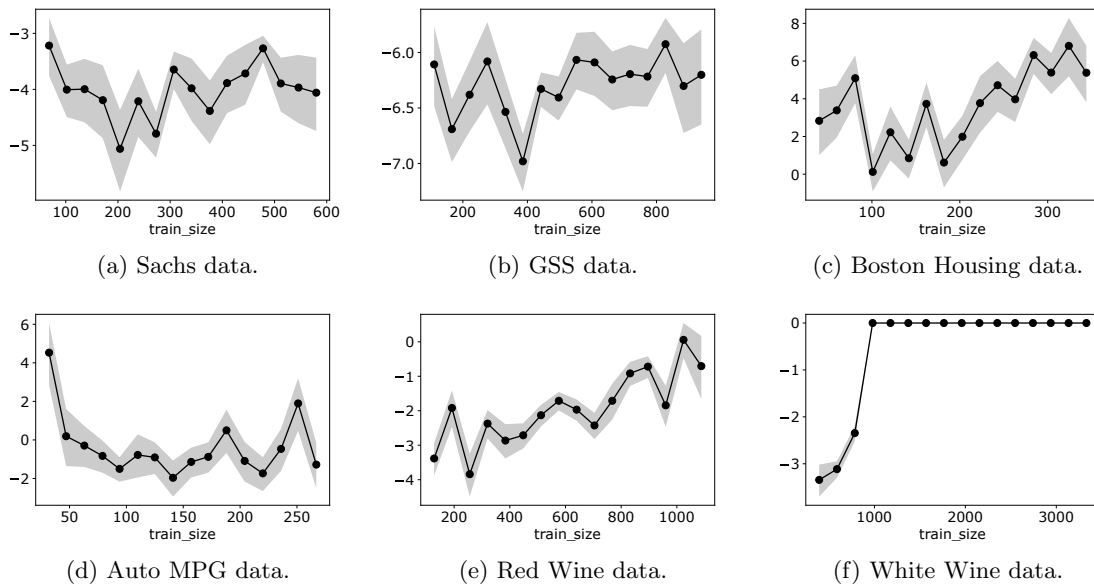 −3
−4
−5
100 200 300 400 500 600
train_size
(a) Sachs data.
−6.0
−6.5
−7.0
200 400 600 800
train_size
(b) GSS data.
8
6
4
2
0
100 200 300
train_size
(c) Boston Housing data.
6
4
2
0
−2
50 100 150 200 250
train_size
(d) Auto MPG data.
0
−1
−2
−3
−4
200 400 600 800 1000
train_size
(e) Red Wine data.
0
−1
−2
−3
1000 2000 3000
train_size
(f) White Wine data.